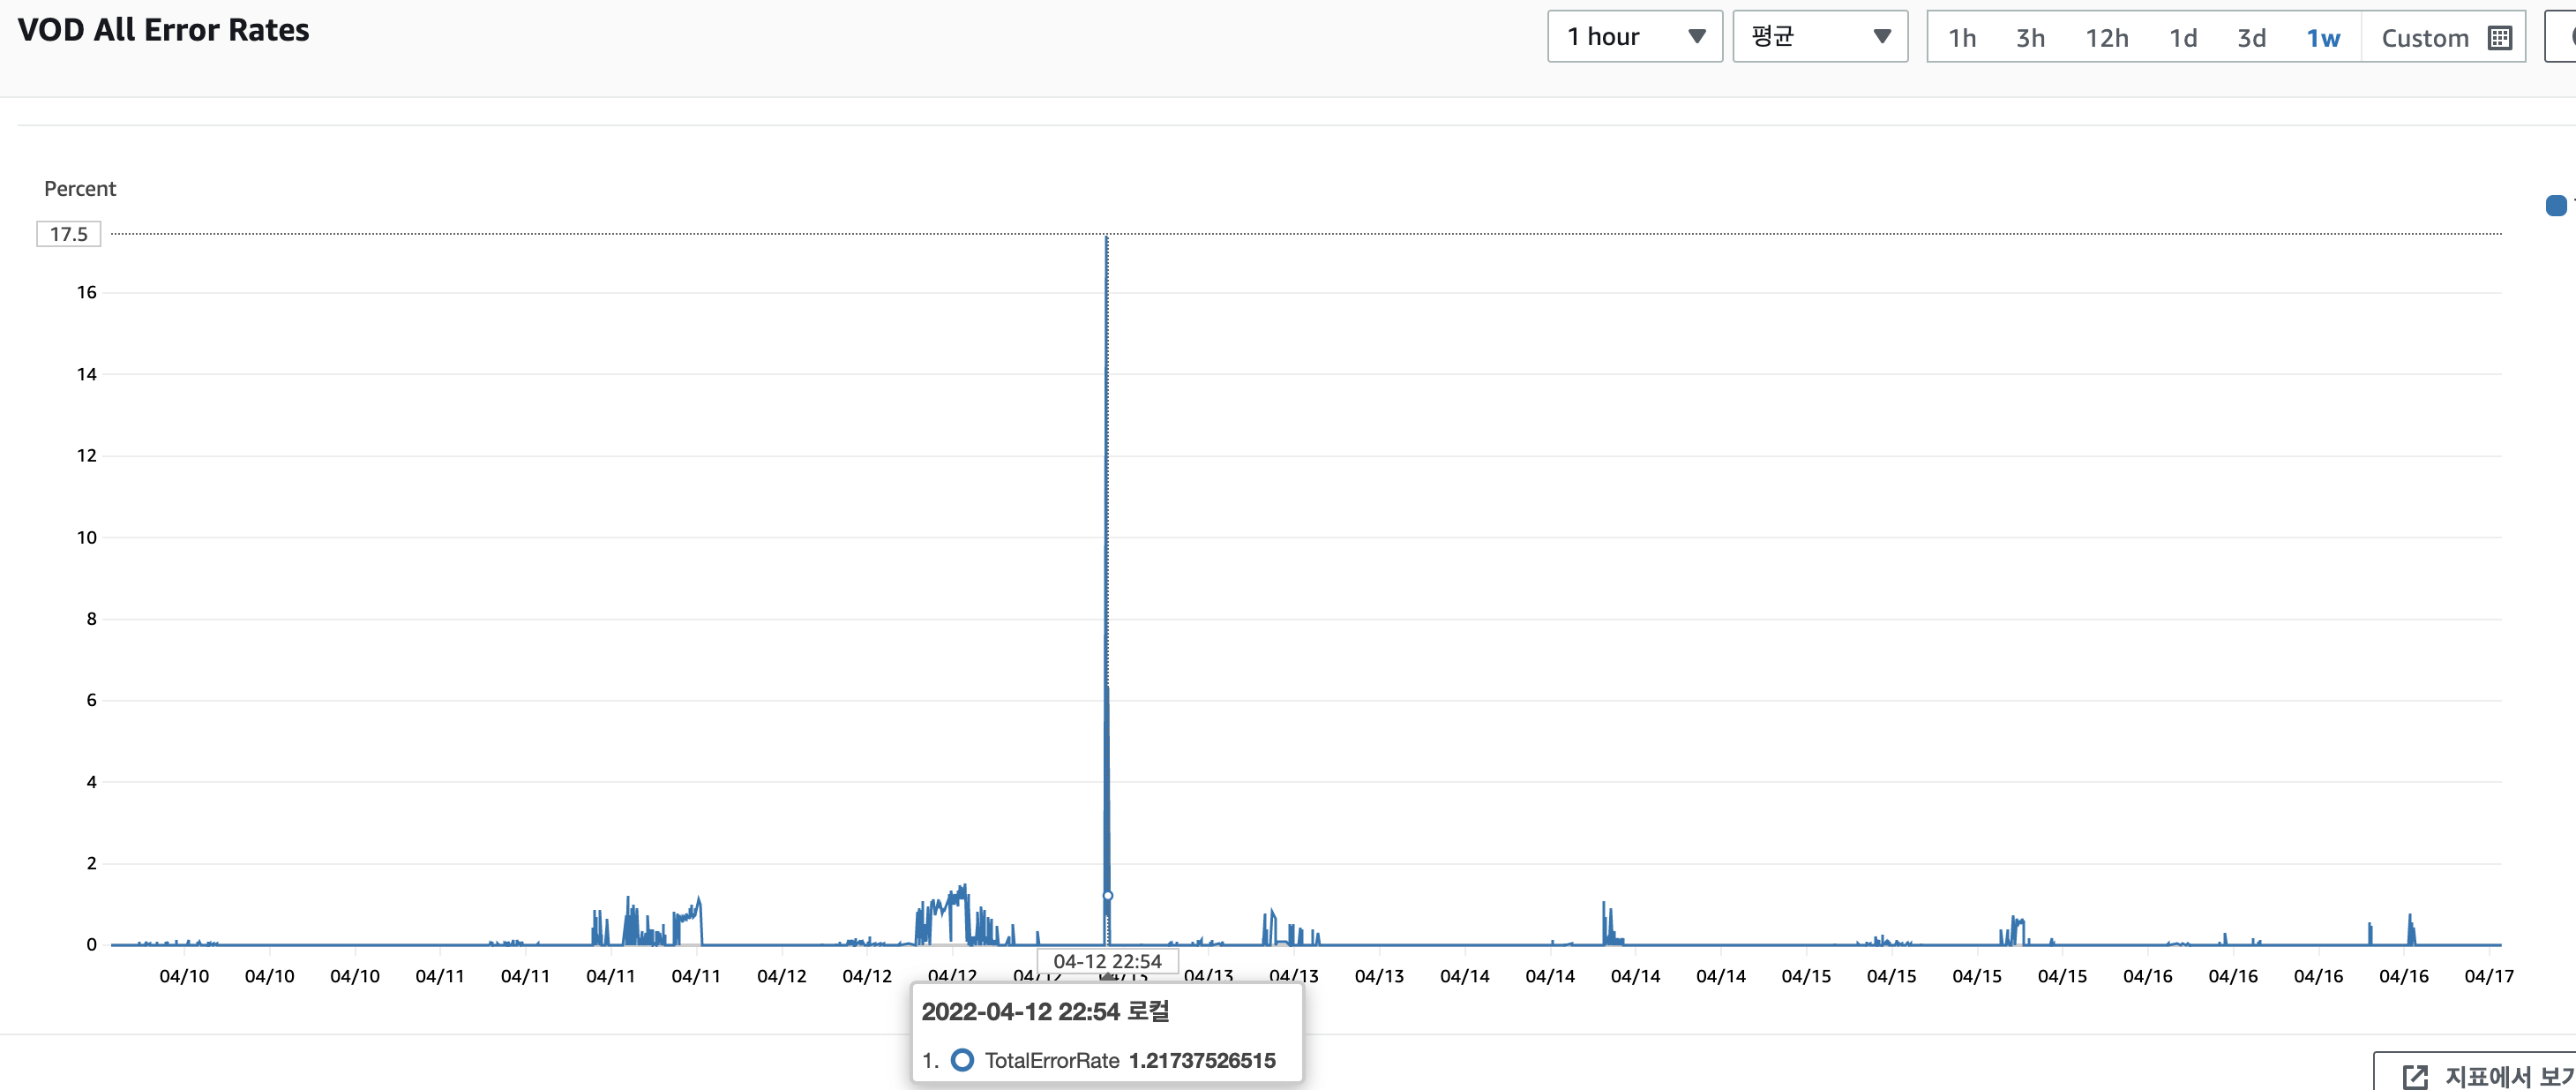 VOD All Error Rates
1 hour 평균 1h 3h 12h 1d 3d 1w Custom
Percent
17.5
16
14
12
10
8
6
4
2
0
04-12 22:54
04/10 04/10 04/10 04/11 04/11 04/11 04/11 04/12 04/12 04/12 04/12 04/13 04/13 04/13 04/13 04/14 04/14 04/14 04/14 04/15 04/15 04/15 04/15 04/16 04/16 04/16 04/16 04/17
2022-04-12 22:54 로컬
1. TotalErrorRate 1.21737526515
지표에서 보기